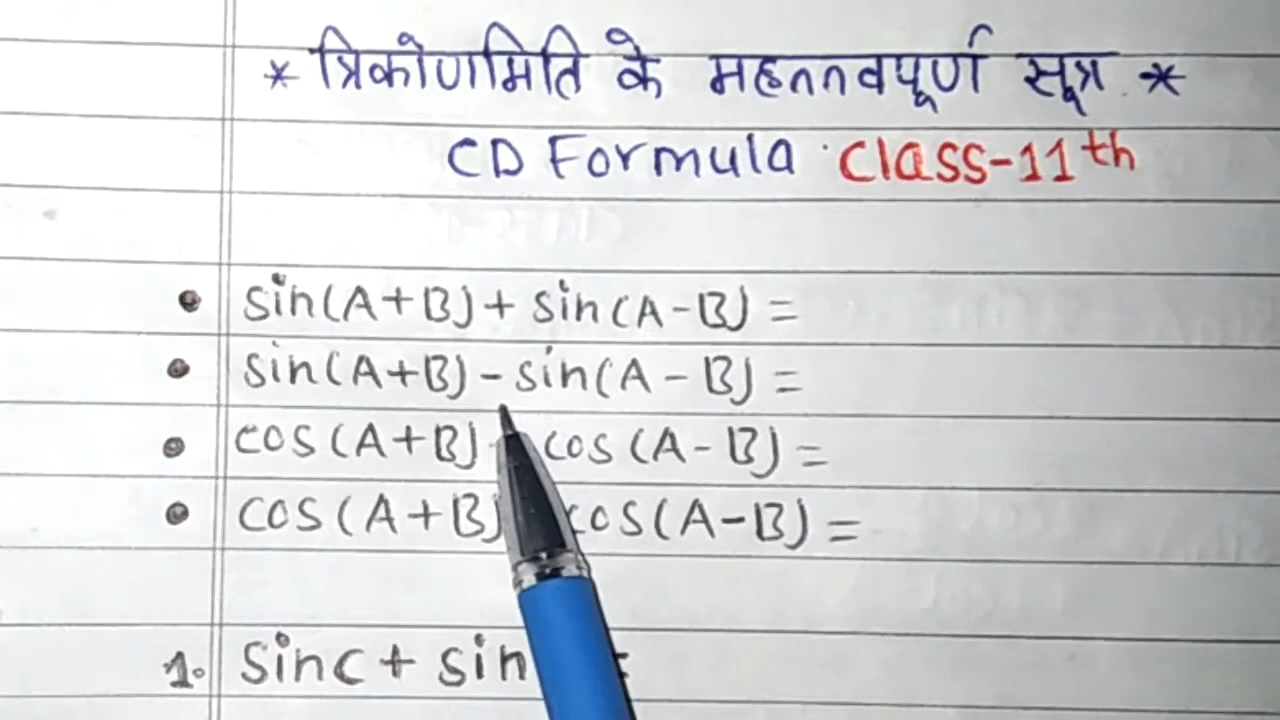 * त्रिकोणमिति के महत्त्वपूर्ण सूत्र *
CD Formula Class-11th
• sin(A+B)+ sin(A-B) =
• sin(A+B) - sin(A - B) =
• cos(A+B) cos(A-B) =
• cos(A+B) cos(A-B) =
1. Sinc + sin =